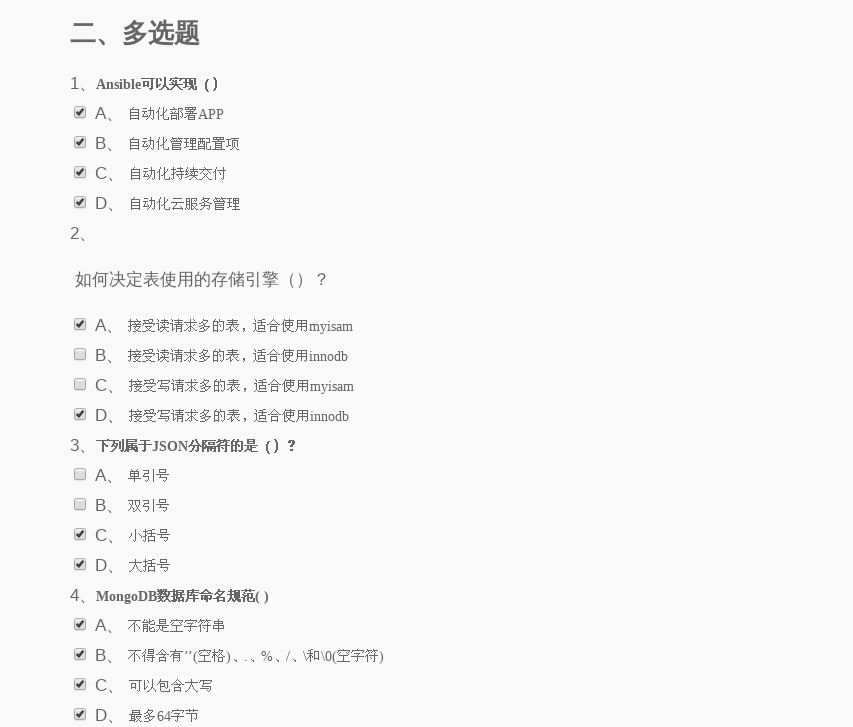 二、多选题
1、Ansible可以实现（）
A、 自动化部署APP
B、 自动化管理配置项
C、 自动化持续交付
D、 自动化云服务管理
2、
如何决定表使用的存储引擎（）？
A、 接受读请求多的表，适合使用myisam
B、 接受读请求多的表，适合使用innodb
C、 接受写请求多的表，适合使用myisam
D、 接受写请求多的表，适合使用innodb
3、下列属于JSON分隔符的是（）？
A、 单引号
B、 双引号
C、 小括号
D、 大括号
4、MongoDB数据库命名规范( )
A、 不能是空字符串
B、 不得含有’’(空格)、.、%、/、\和\0(空字符)
C、 可以包含大写
D、 最多64字节